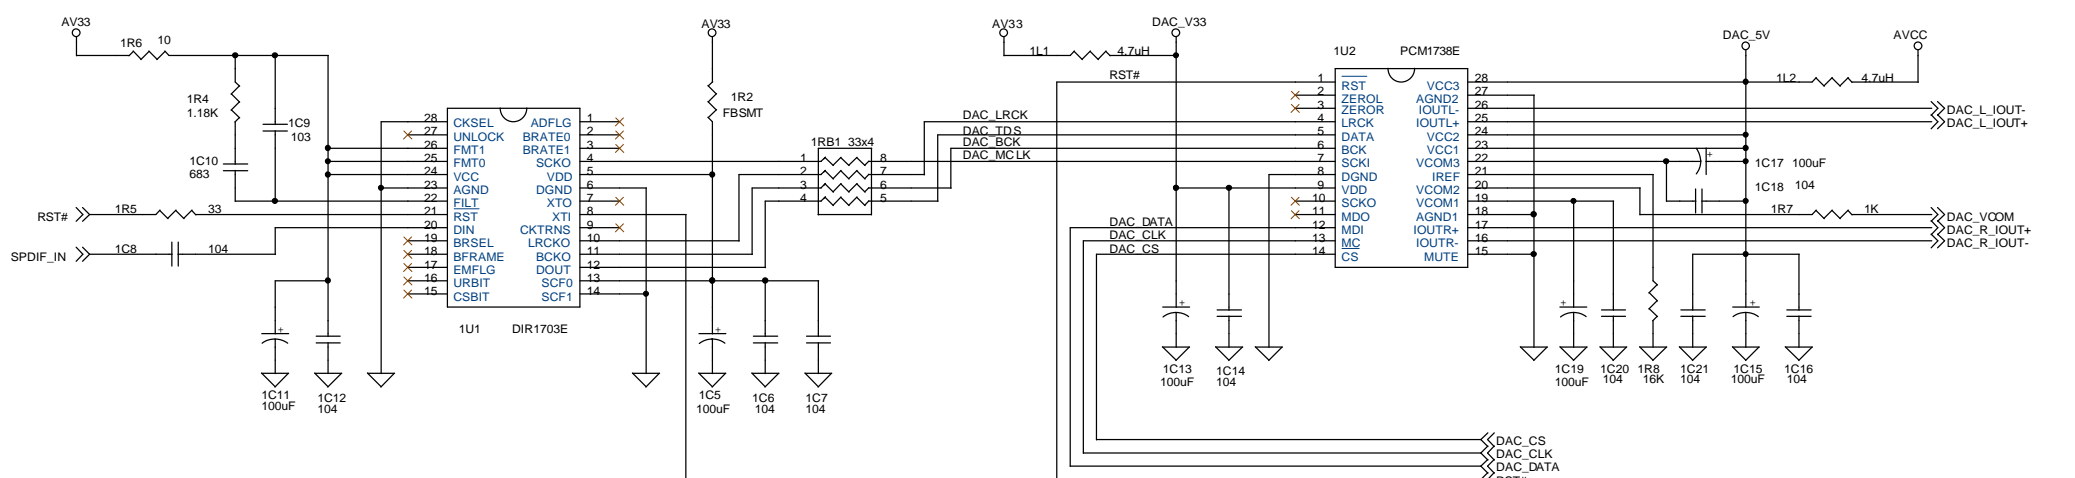 AV33
1R6 10
1R4
1.18K
1C9
103
1C10
683
RST#
1R5 33
SPDIF_IN
1C8 104
1C11
100uF
1C12
104
28 CKSEL ADFLG 1
27 UNLOCK BRATE0 2
26 FMT1 BRATE1 3
25 FMT0 SCKO 4
24 VCC VDD 5
23 AGND DGND 6
22 FILT XTO 7
21 RST XTI 8
20 DIN CKTRNS 9
19 BRSEL LRCKO 10
18 BFRAME BCKO 11
17 EMFLG DOUT 12
16 URBIT SCF0 13
15 CSBIT SCF1 14
1U1 DIR1703E
AV33
1R2
FBSMT
1C5
100uF
1C6
104
1C7
104
1RB1 33x4
1 8
2 7
3 6
4 5
DAC_LRCK
DAC_TDS
DAC_BCK
DAC_MCLK
AV33
1L1 4.7uH
DAC_V33
RST#
DAC_DATA
DAC_CLK
DAC_CS
1C13
100uF
1C14
104
1U2 PCM1738E
1 RST VCC3 28
2 ZEROL AGND2 27
3 ZEROR IOUTL- 26
4 LRCK IOUTL+ 25
5 DATA VCC2 24
6 BCK VCC1 23
7 SCKI VCOM3 22
8 DGND IREF 21
9 VDD VCOM2 20
10 SCKO VCOM1 19
11 MDO AGND1 18
12 MDI IOUTR+ 17
13 MC IOUTR- 16
14 CS MUTE 15
DAC_5V
AVCC
1L2 4.7uH
DAC_L_IOUT-
DAC_L_IOUT+
1C17 100uF
1C18 104
1R7 1K
DAC_VCOM
DAC_R_IOUT+
DAC_R_IOUT-
1C19
100uF
1C20
104
1R8
16K
1C21
104
1C15
100uF
1C16
104
DAC_CS
DAC_CLK
DAC_DATA